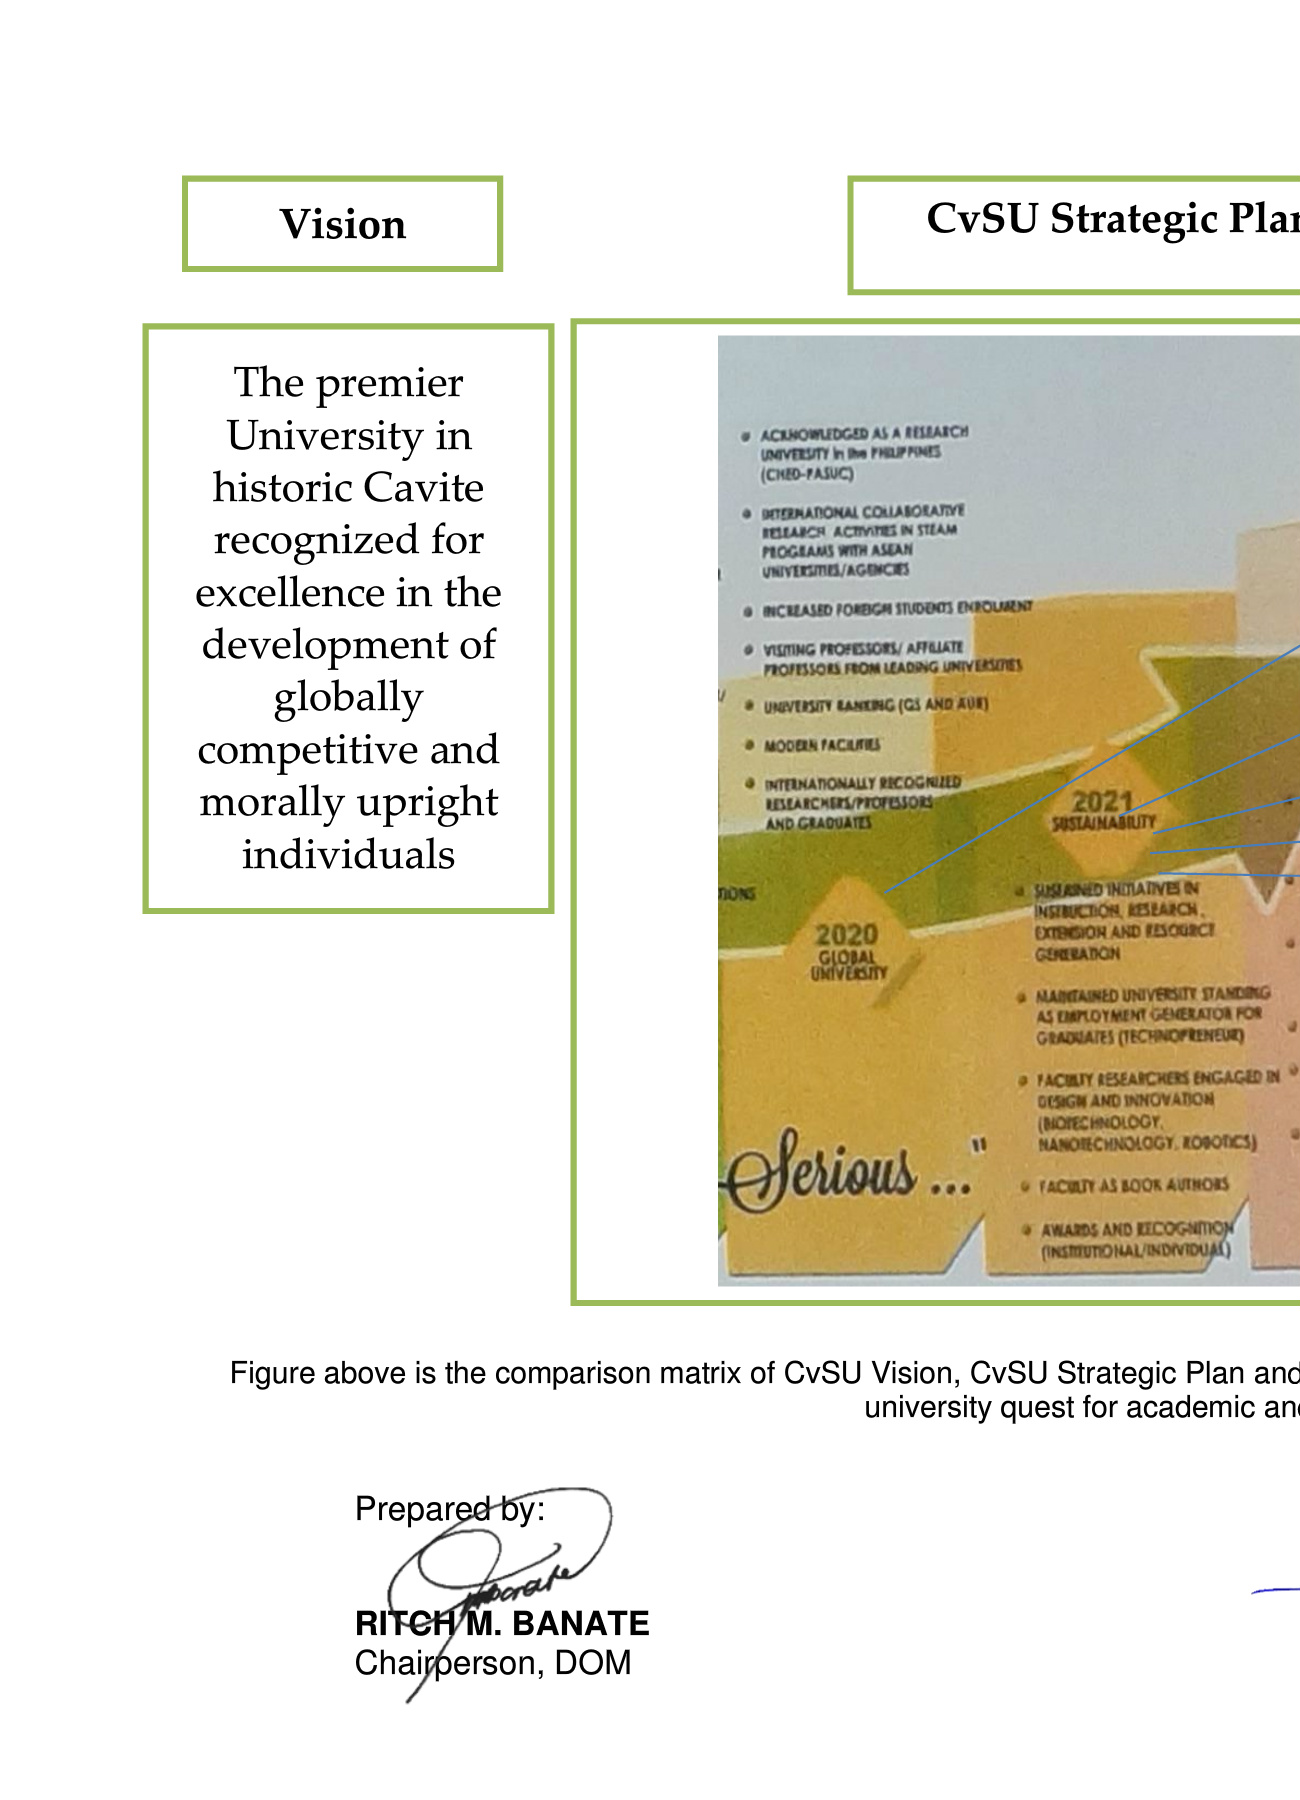 Vision
CvSU Strategic Plan
The premier
University in
historic Cavite
recognized for
excellence in the
development of
globally
competitive and
morally upright
individuals
ACKNOWLEDGED AS A RESEARCH
UNIVERSITY in the PHILIPPINES
(CHED-PASUC)
INTERNATIONAL COLLABORATIVE
RESEARCH ACTIVITIES IN STEAM
PROGRAMS WITH ASEAN
UNIVERSITIES/AGENCIES
INCREASED FOREIGN STUDENTS ENROLMENT
VISITING PROFESSORS/ AFFILIATE
PROFESSORS FROM LEADING UNIVERSITIES
UNIVERSITY RANKING (QS AND AUR)
MODERN FACILITIES
INTERNATIONALLY RECOGNIZED
RESEARCHERS/PROFESSORS
AND GRADUATES
2020
GLOBAL
UNIVERSITY
Serious ..."
2021
SUSTAINABILITY
SUSTAINED INITIATIVES IN
INSTRUCTION, RESEARCH,
EXTENSION AND RESOURCE
GENERATION
MAINTAINED UNIVERSITY STANDING
AS EMPLOYMENT GENERATOR FOR
GRADUATES (TECHNOPRENEUR)
FACULTY RESEARCHERS ENGAGED IN
DESIGN AND INNOVATION
(BIOTECHNOLOGY,
NANOTECHNOLOGY, ROBOTICS)
FACULTY AS BOOK AUTHORS
AWARDS AND RECOGNITION
(INSTITUTIONAL/INDIVIDUAL)
Figure above is the comparison matrix of CvSU Vision, CvSU Strategic Plan and
university quest for academic and
Prepared by:
RITCH M. BANATE
Chairperson, DOM